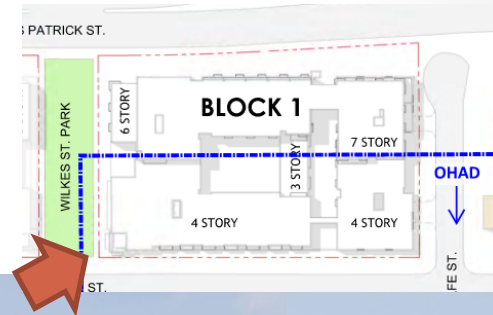 S PATRICK ST.
WILKES ST. PARK
6 STORY
BLOCK 1
3 STORY
7 STORY
OHAD
4 STORY
4 STORY
ST.
FE ST.